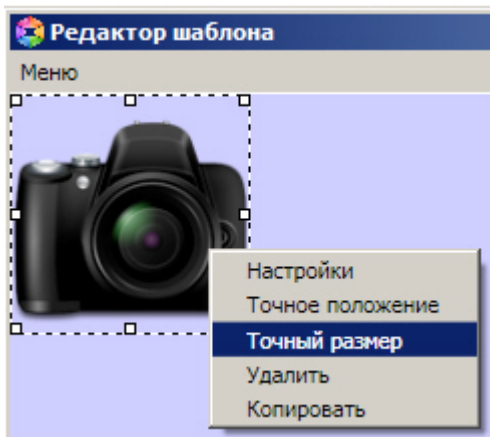 Редактор шаблона
Меню
Настройки
Точное положение
Точный размер
Удалить
Копировать